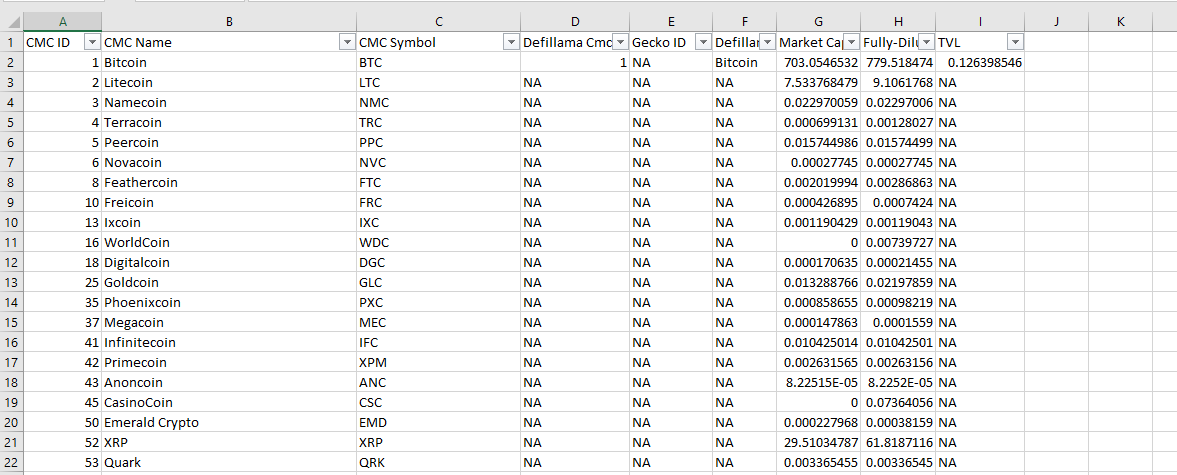 A B C D E F G H I J K
1 CMC ID CMC Name CMC Symbol Defillama Cmc Gecko ID Defillar Market Cap Fully-Dilu TVL
2 1 Bitcoin BTC 1 NA Bitcoin 703.0546532 779.518474 0.126398546
3 2 Litecoin LTC NA NA NA 7.533768479 9.1061768 NA
4 3 Namecoin NMC NA NA NA 0.022970059 0.02297006 NA
5 4 Terracoin TRC NA NA NA 0.000699131 0.00128027 NA
6 5 Peercoin PPC NA NA NA 0.015744986 0.01574499 NA
7 6 Novacoin NVC NA NA NA 0.00027745 0.00027745 NA
8 8 Feathercoin FTC NA NA NA 0.002019994 0.00286863 NA
9 10 Freicoin FRC NA NA NA 0.000426895 0.0007424 NA
10 13 Ixcoin IXC NA NA NA 0.001190429 0.00119043 NA
11 16 WorldCoin WDC NA NA NA 0 0.00739727 NA
12 18 Digitalcoin DGC NA NA NA 0.000170635 0.00021455 NA
13 25 Goldcoin GLC NA NA NA 0.013288766 0.02197859 NA
14 35 Phoenixcoin PXC NA NA NA 0.000858655 0.00098219 NA
15 37 Megacoin MEC NA NA NA 0.000147863 0.0001559 NA
16 41 Infinitecoin IFC NA NA NA 0.010425014 0.01042501 NA
17 42 Primecoin XPM NA NA NA 0.002631565 0.00263156 NA
18 43 Anoncoin ANC NA NA NA 8.22515E-05 8.2252E-05 NA
19 45 CasinoCoin CSC NA NA NA 0 0.07364056 NA
20 50 Emerald Crypto EMD NA NA NA 0.000227968 0.00038159 NA
21 52 XRP XRP NA NA NA 29.51034787 61.8187116 NA
22 53 Quark QRK NA NA NA 0.003365455 0.00336545 NA